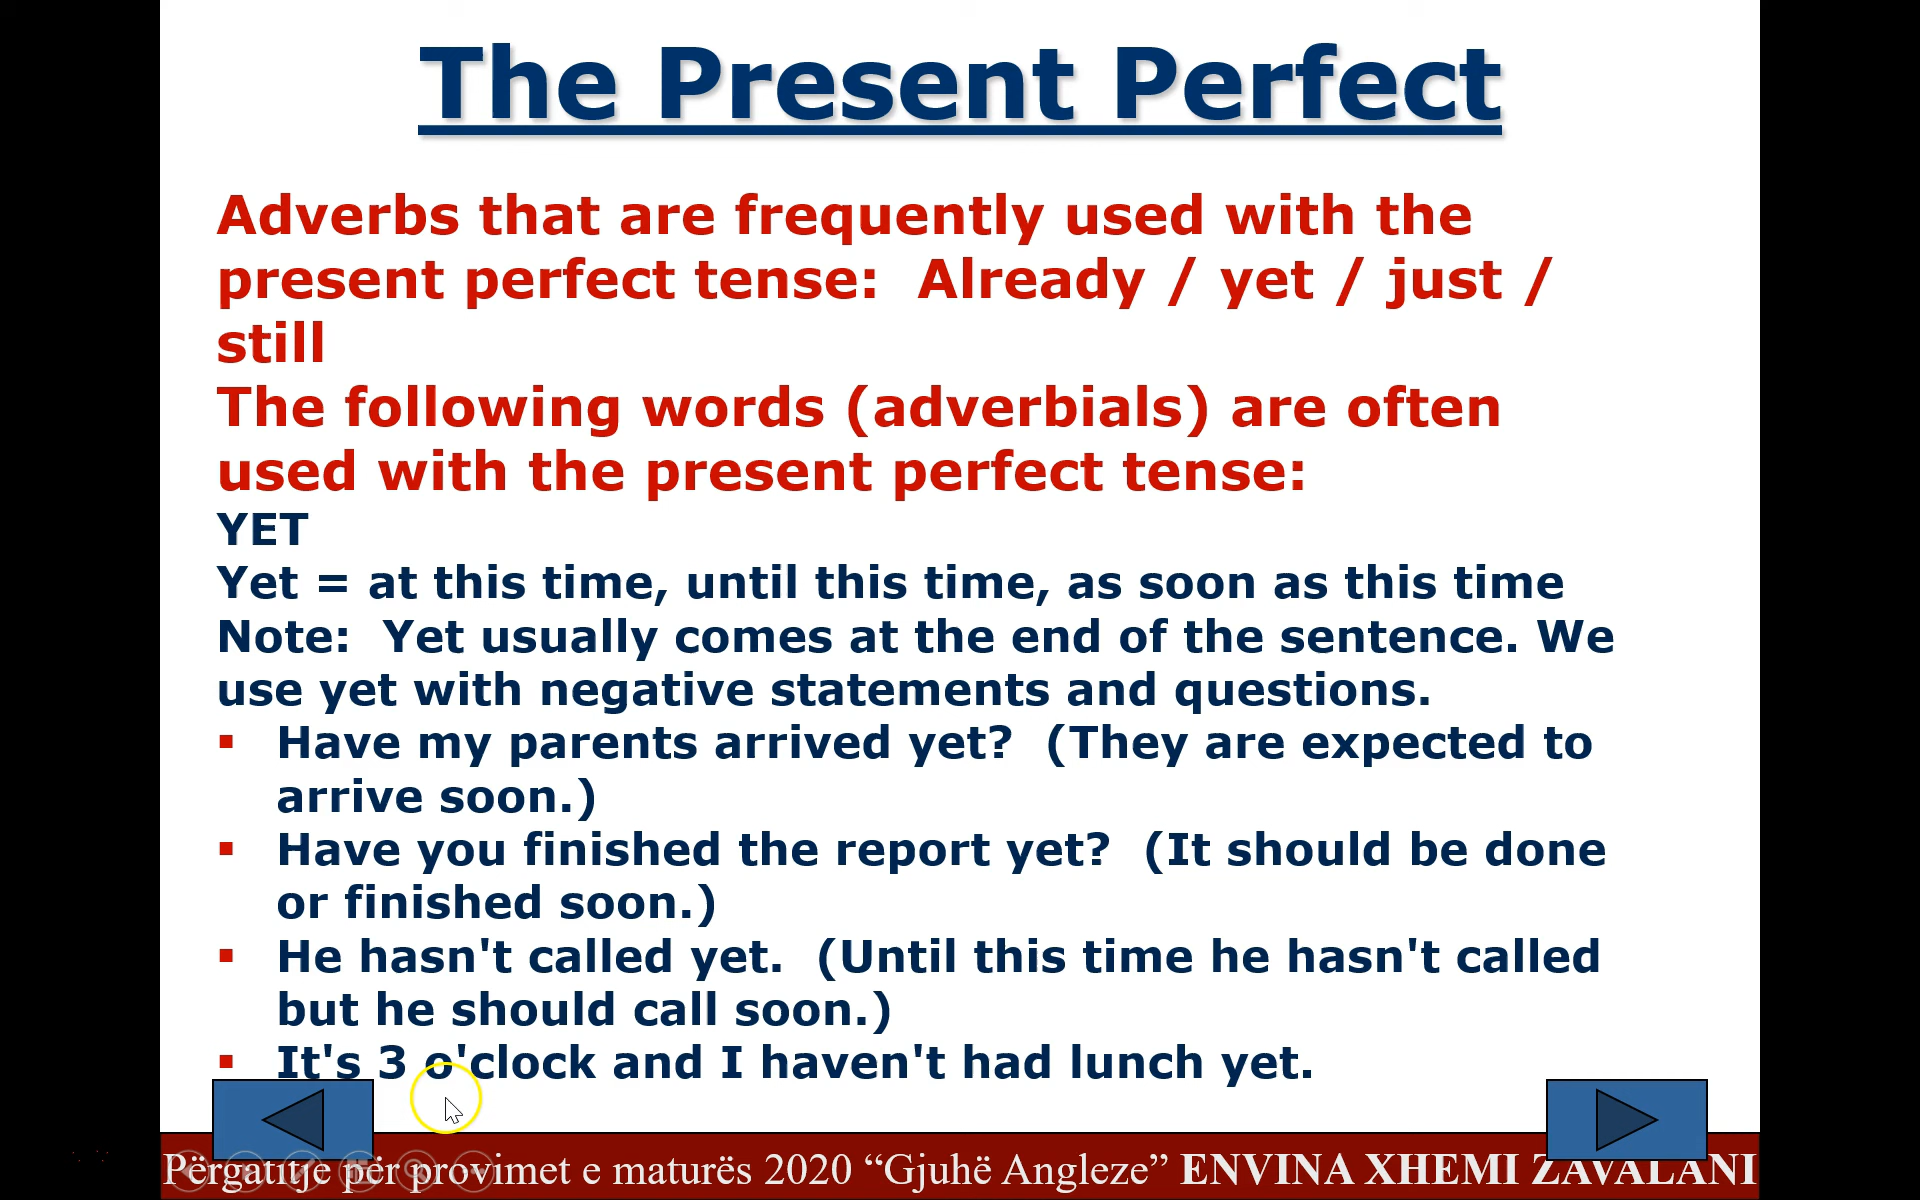 The Present Perfect
Adverbs that are frequently used with the
present perfect tense:  Already / yet / just /
still
The following words (adverbials) are often
used with the present perfect tense:
YET
Yet = at this time, until this time, as soon as this time
Note:  Yet usually comes at the end of the sentence. We
use yet with negative statements and questions.
▪ Have my parents arrived yet?  (They are expected to
arrive soon.)
▪ Have you finished the report yet?  (It should be done
or finished soon.)
▪ He hasn't called yet.  (Until this time he hasn't called
but he should call soon.)
▪ It's 3 o'clock and I haven't had lunch yet.
Përgatitje për provimet e maturës 2020 “Gjuhë Angleze” ENVINA XHEMI ZAVALANI